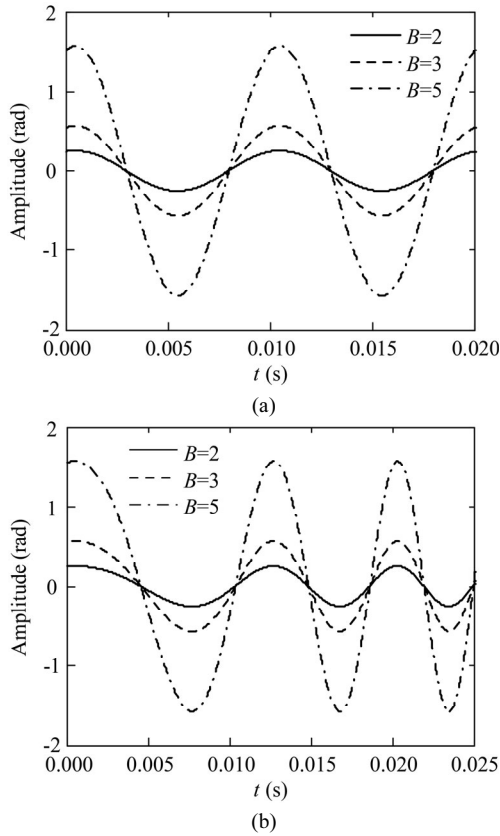 2
B=2
B=3
B=5
1
0
-1
-2
Amplitude (rad)
0.000 0.005 0.010 0.015 0.020
t (s)
(a)
2
B=2
B=3
B=5
1
0
-1
-2
Amplitude (rad)
0.000 0.005 0.010 0.015 0.020 0.025
t (s)
(b)